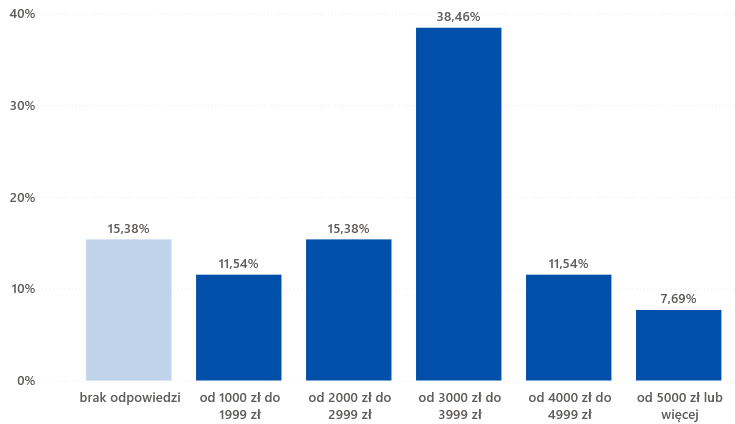 40%
38,46%
30%
20%
15,38%
15,38%
11,54%
11,54%
10%
7,69%
0%
brak odpowiedzi
od 1000 zł do
1999 zł
od 2000 zł do
2999 zł
od 3000 zł do
3999 zł
od 4000 zł do
4999 zł
od 5000 zł lub
więcej